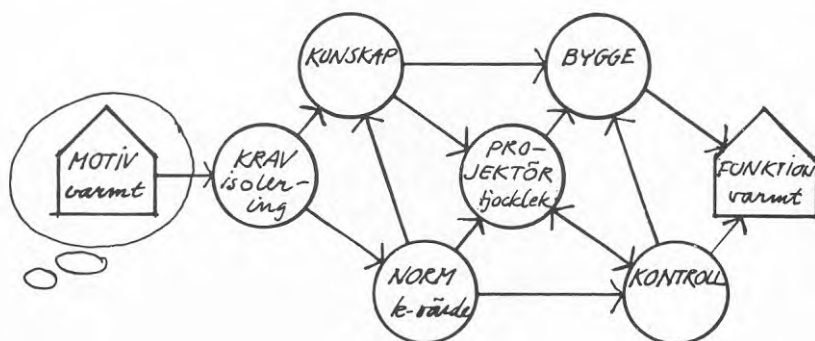 KUNSKAP
BYGGE
MOTIV
varmt
KRAV
isoler-
ing
PRO-
JEKTÖR
tjocklek
FUNKTION
varmt
NORM
k-värde
KONTROLL